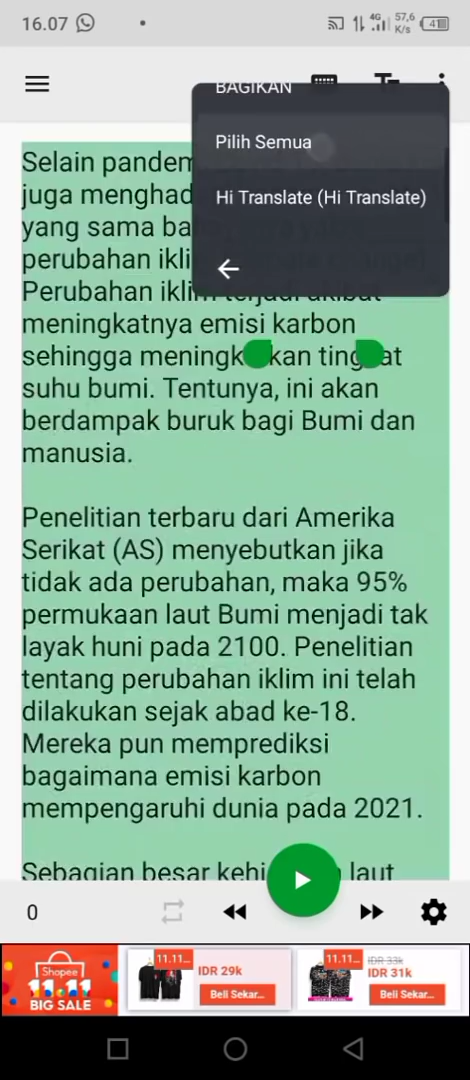 16.07
4G
57,6
K/s
41
BAGIKAN
Pilih Semua
Hi Translate (Hi Translate)
Selain pandem
juga menghad
yang sama ba
perubahan ikli
Perubahan iklim terjadi akibat
meningkatnya emisi karbon
sehingga meningk kan ting at
suhu bumi. Tentunya, ini akan
berdampak buruk bagi Bumi dan
manusia.
Penelitian terbaru dari Amerika
Serikat (AS) menyebutkan jika
tidak ada perubahan, maka 95%
permukaan laut Bumi menjadi tak
layak huni pada 2100. Penelitian
tentang perubahan iklim ini telah
dilakukan sejak abad ke-18.
Mereka pun memprediksi
bagaimana emisi karbon
mempengaruhi dunia pada 2021.
Sebagian besar kehi laut
0
Shopee
11.11
BIG SALE
11.11...
IDR 29k
Beli Sekar...
11.11...
IDR 33k
IDR 31k
Beli Sekar...